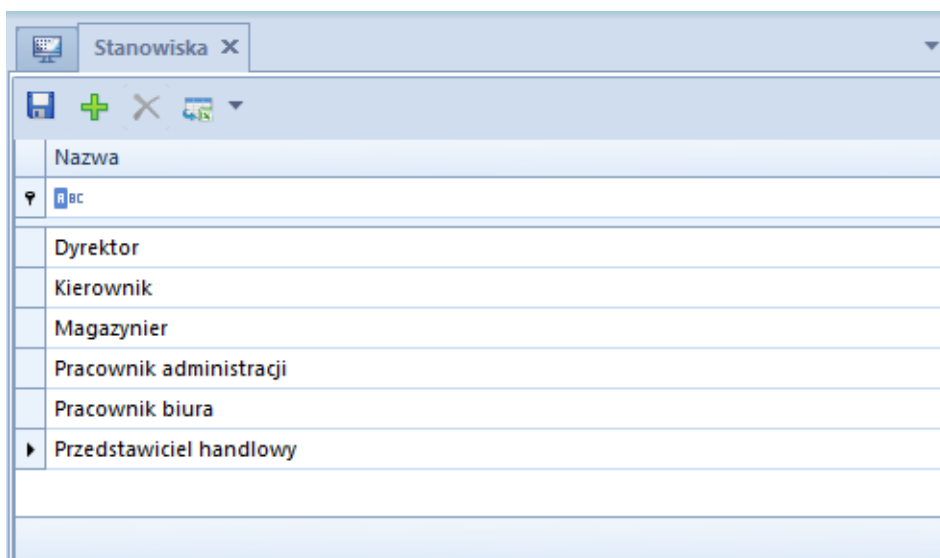 Stanowiska
Nazwa
ABC
Dyrektor
Kierownik
Magazynier
Pracownik administracji
Pracownik biura
Przedstawiciel handlowy